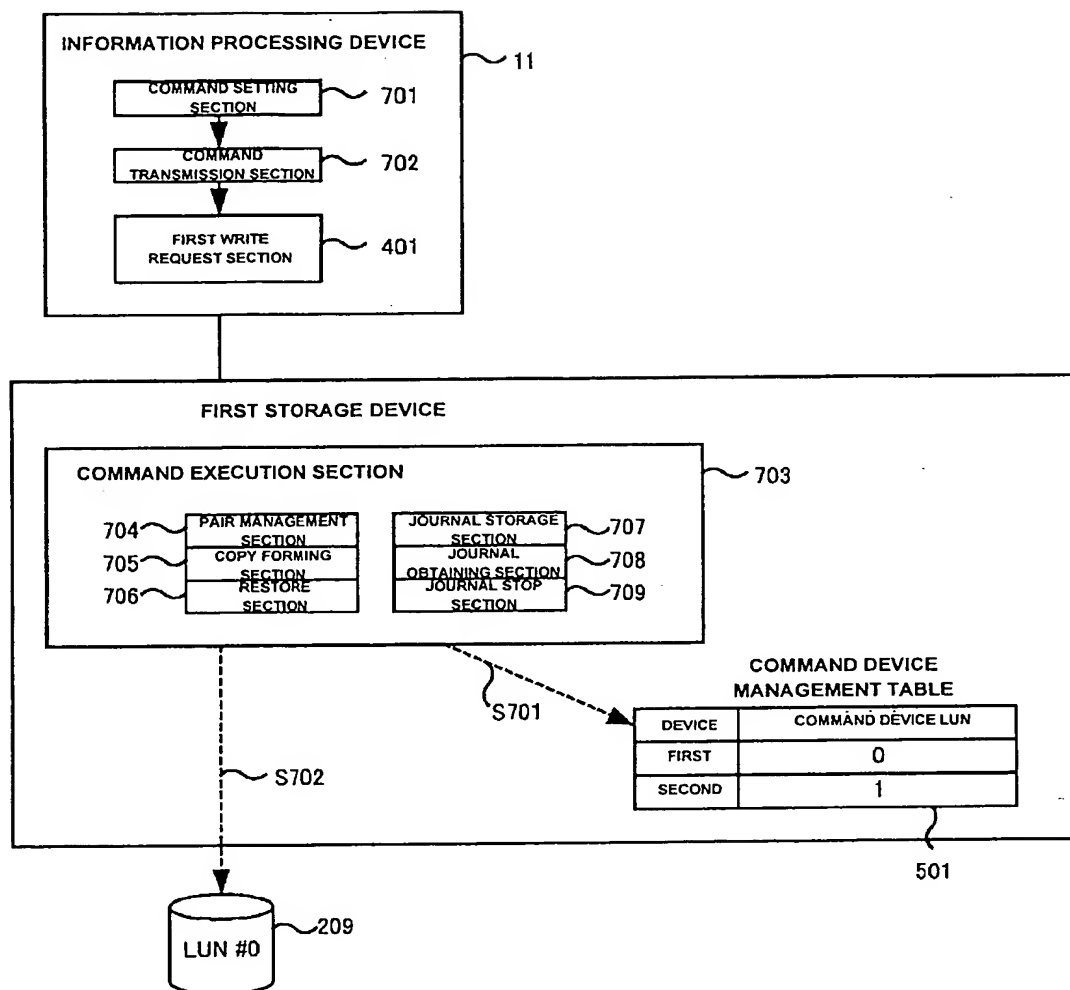 INFORMATION PROCESSING DEVICE
11
COMMAND SETTING
SECTION
701
COMMAND
TRANSMISSION SECTION
702
FIRST WRITE
REQUEST SECTION
401
FIRST STORAGE DEVICE
COMMAND EXECUTION SECTION
703
704
PAIR MANAGEMENT
SECTION
705
COPY FORMING
SECTION
706
RESTORE
SECTION
JOURNAL STORAGE
SECTION
707
JOURNAL
OBTAINING SECTION
708
JOURNAL STOP
SECTION
709
S701
S702
COMMAND DEVICE
MANAGEMENT TABLE
DEVICE COMMAND DEVICE LUN
FIRST 0
SECOND 1
501
209
LUN #0